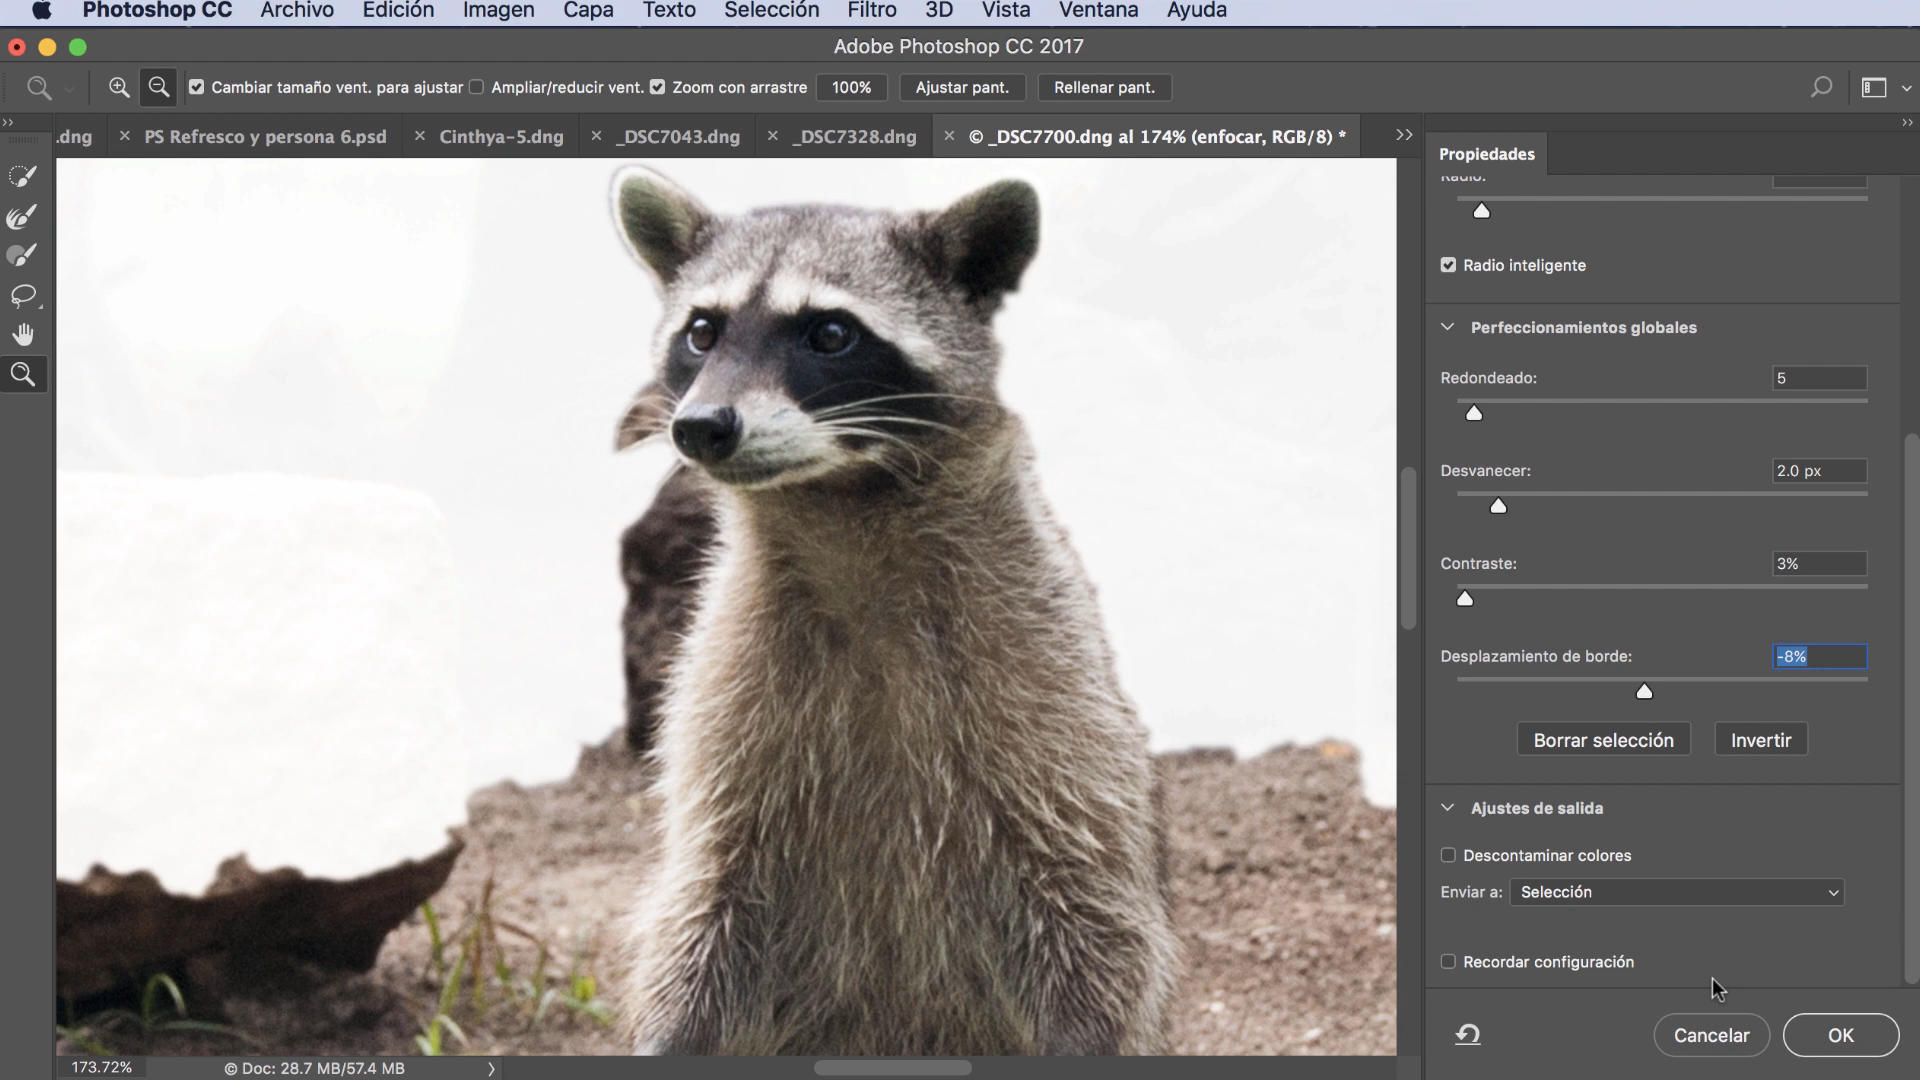 Photoshop CC Archivo Edición Imagen Capa Texto Selección Filtro 3D Vista Ventana Ayuda
Adobe Photoshop CC 2017
Cambiar tamaño vent. para ajustar Ampliar/reducir vent. Zoom con arrastre 100% Ajustar pant. Rellenar pant.
.dng × PS Refresco y persona 6.psd × Cinthya-5.dng × _DSC7043.dng × _DSC7328.dng × © _DSC7700.dng al 174% (enfocar, RGB/8) *
Propiedades
Radio:
Radio inteligente
Perfeccionamientos globales
Redondeado: 5
Desvanecer: 2.0 px
Contraste: 3%
Desplazamiento de borde: -8%
Borrar selección Invertir
Ajustes de salida
Descontaminar colores
Enviar a: Selección
Recordar configuración
Cancelar OK
173.72% © Doc: 28.7 MB/57.4 MB